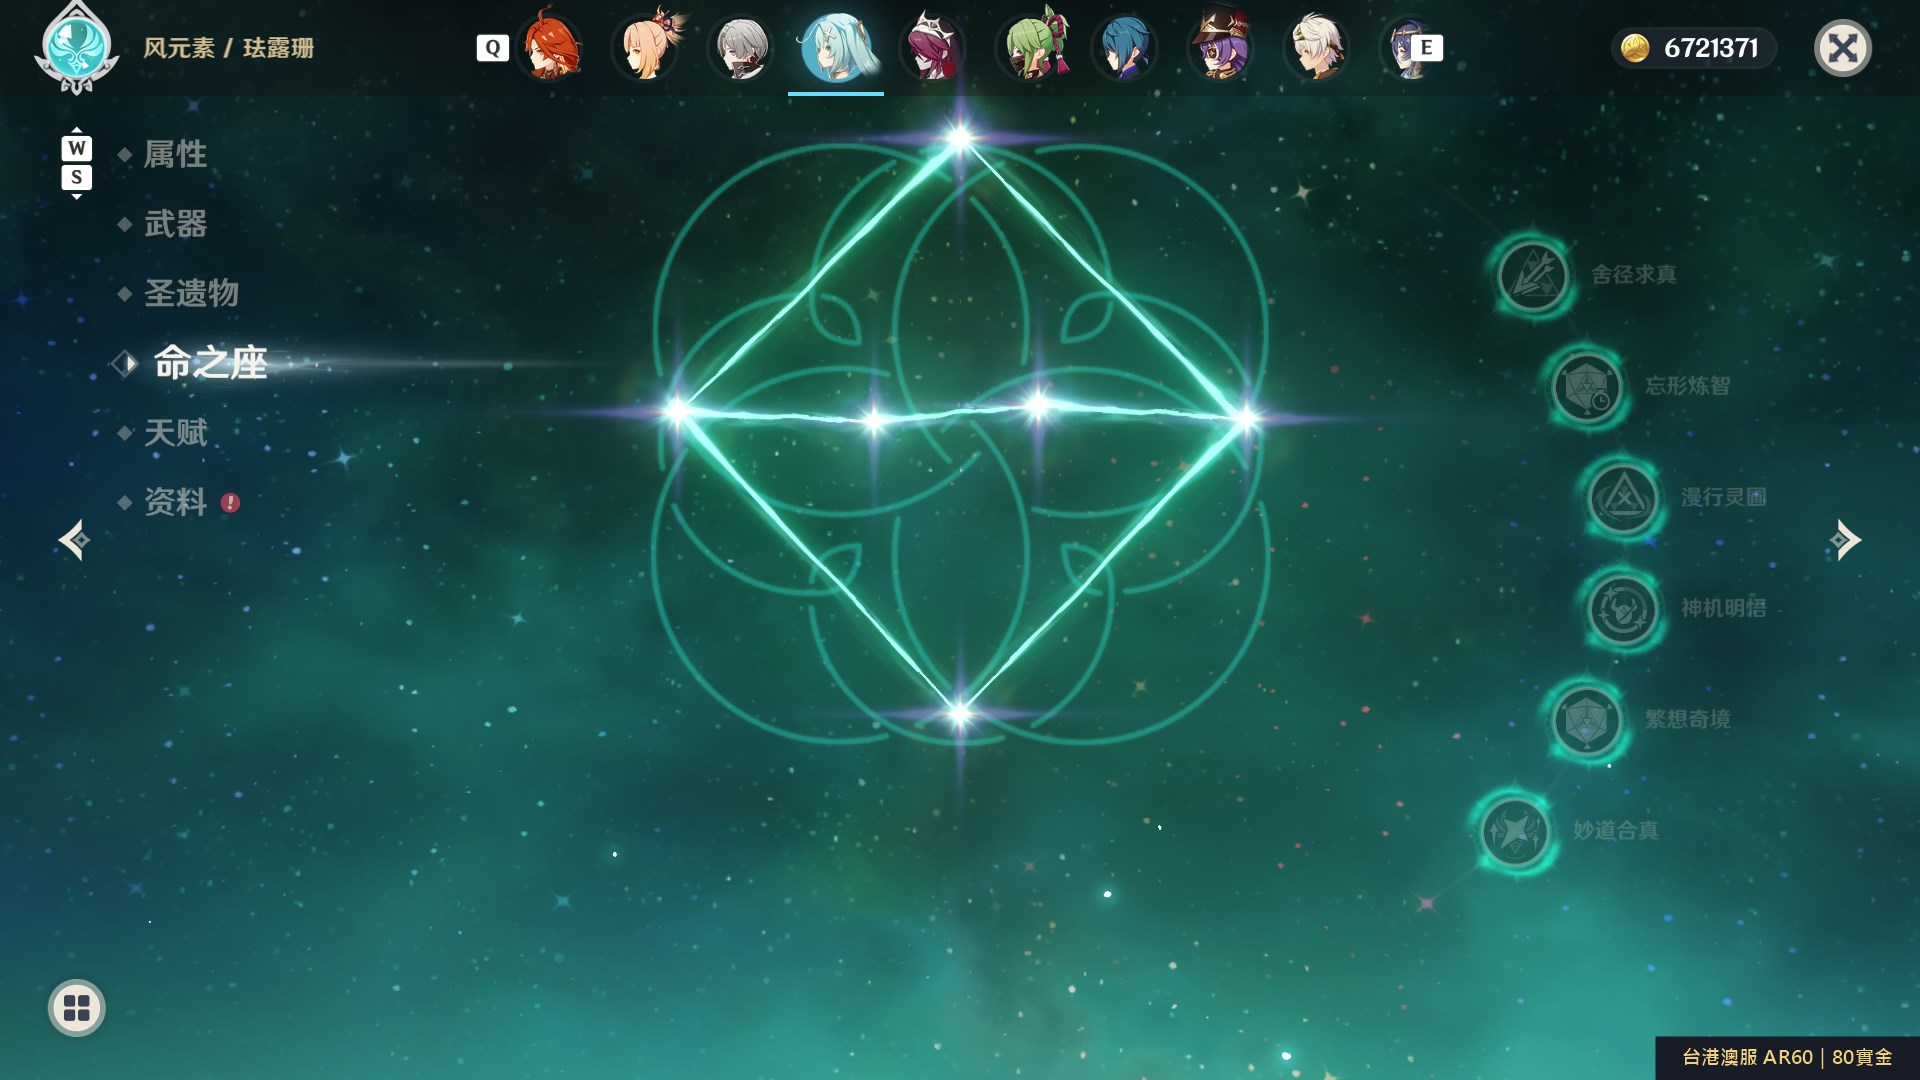 风元素 / 珐露珊
Q
E
6721371
W
S
属性
武器
圣遗物
命之座
天赋
资料
舍径求真
忘形炼智
漫行灵圃
神机明悟
繁想奇境
妙道合真
台港澳服 AR60 | 80實金